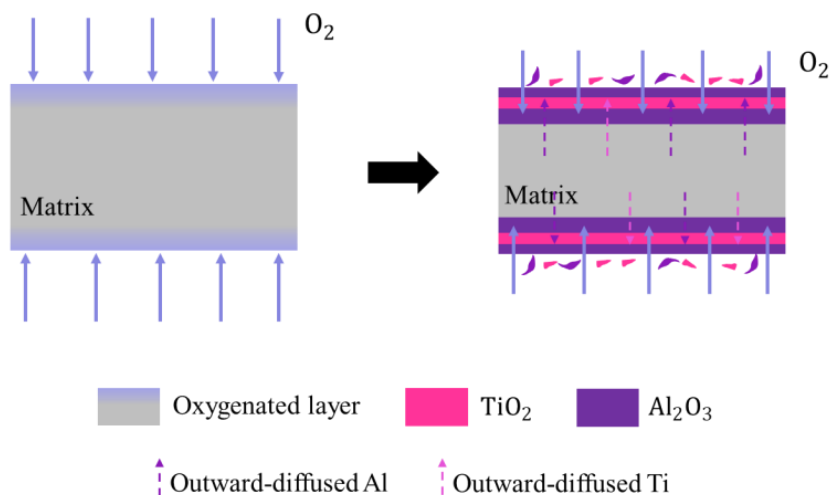 O₂
O₂
Matrix
Matrix
Oxygenated layer
TiO₂
Al₂O₃
Outward-diffused Al
Outward-diffused Ti